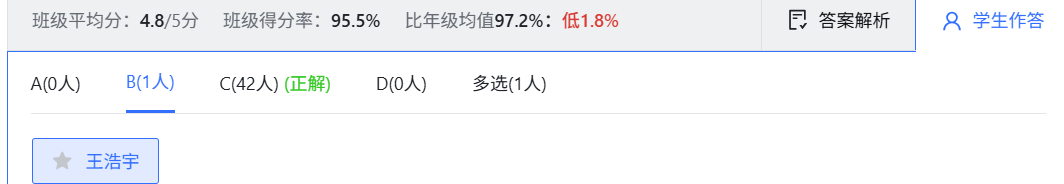 班级平均分：4.8/5分 班级得分率：95.5% 比年级均值97.2%：低1.8% 答案解析 学生作答
A(0人) B(1人) C(42人) (正解) D(0人) 多选(1人)
王浩宇